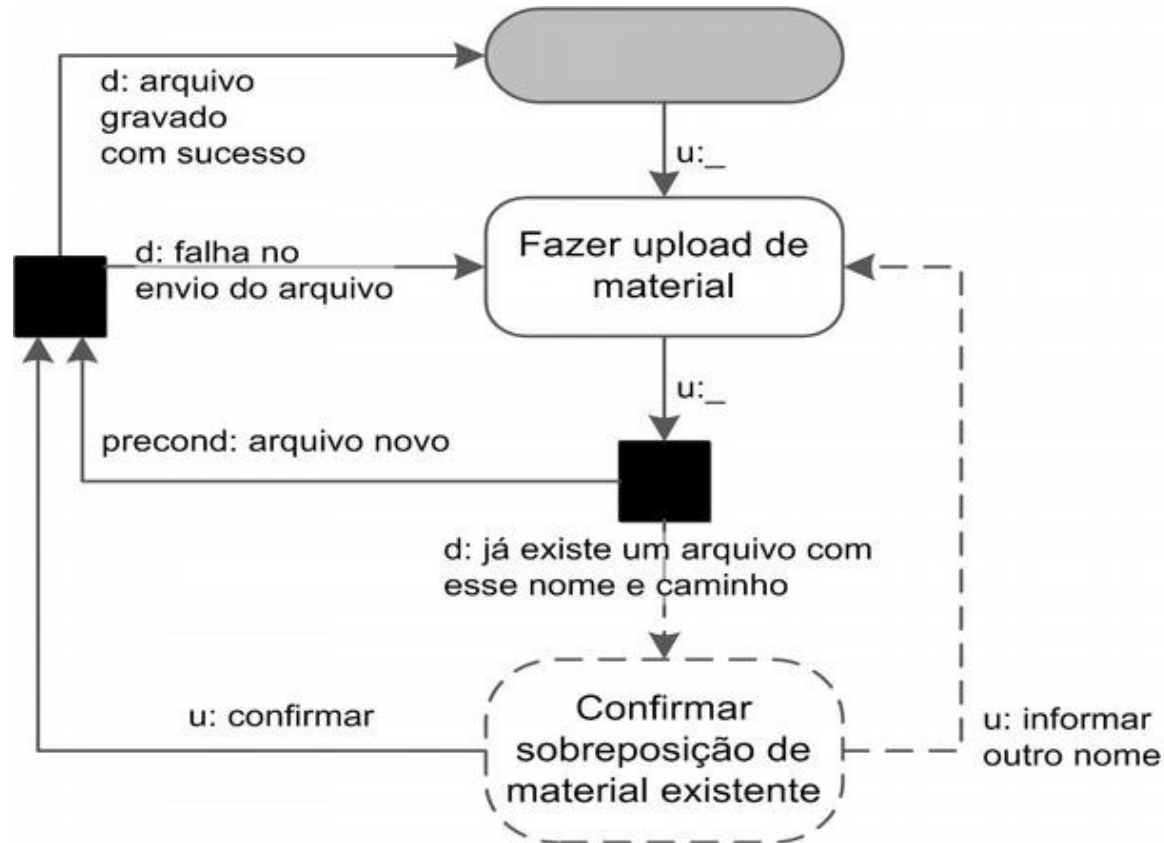 d: arquivo
gravado
com sucesso
u:_
Fazer upload de
material
d: falha no
envio do arquivo
u:_
precond: arquivo novo
d: já existe um arquivo com
esse nome e caminho
Confirmar
sobreposição de
material existente
u: confirmar
u: informar
outro nome